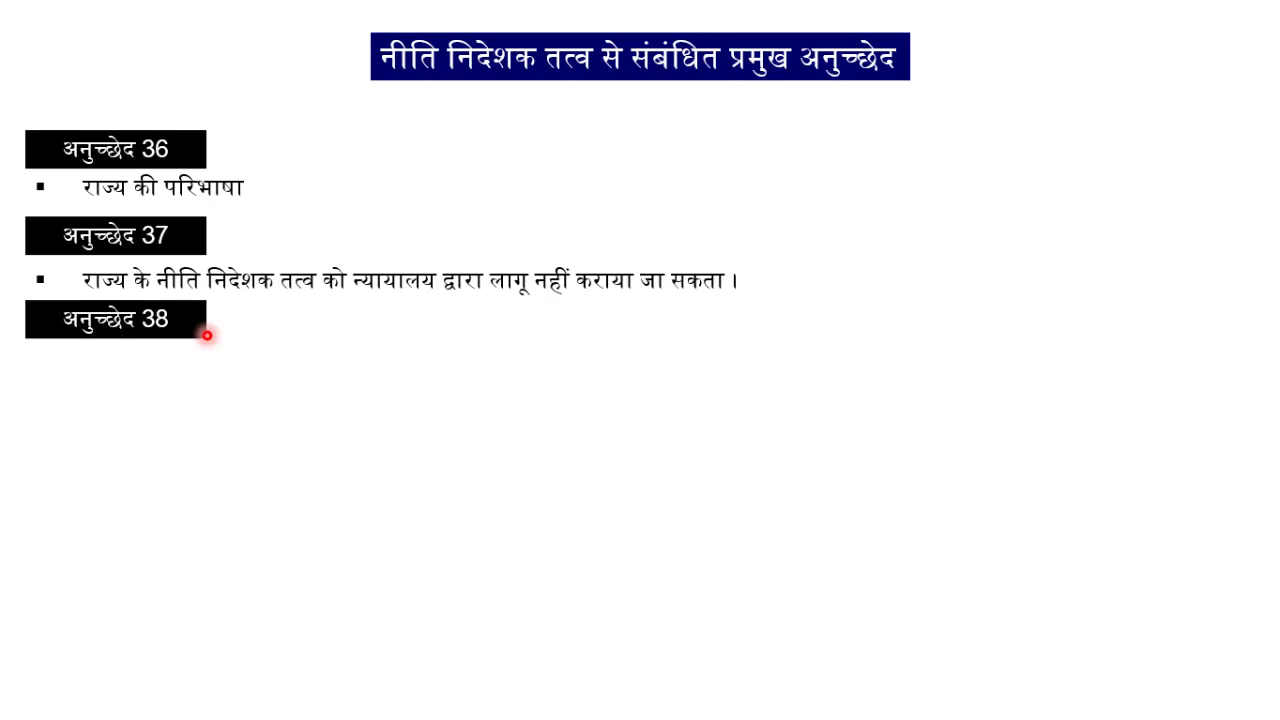 नीति निदेशक तत्व से संबंधित प्रमुख अनुच्छेद
अनुच्छेद 36
▪ राज्य की परिभाषा
अनुच्छेद 37
▪ राज्य के नीति निदेशक तत्व को न्यायालय द्वारा लागू नहीं कराया जा सकता ।
अनुच्छेद 38